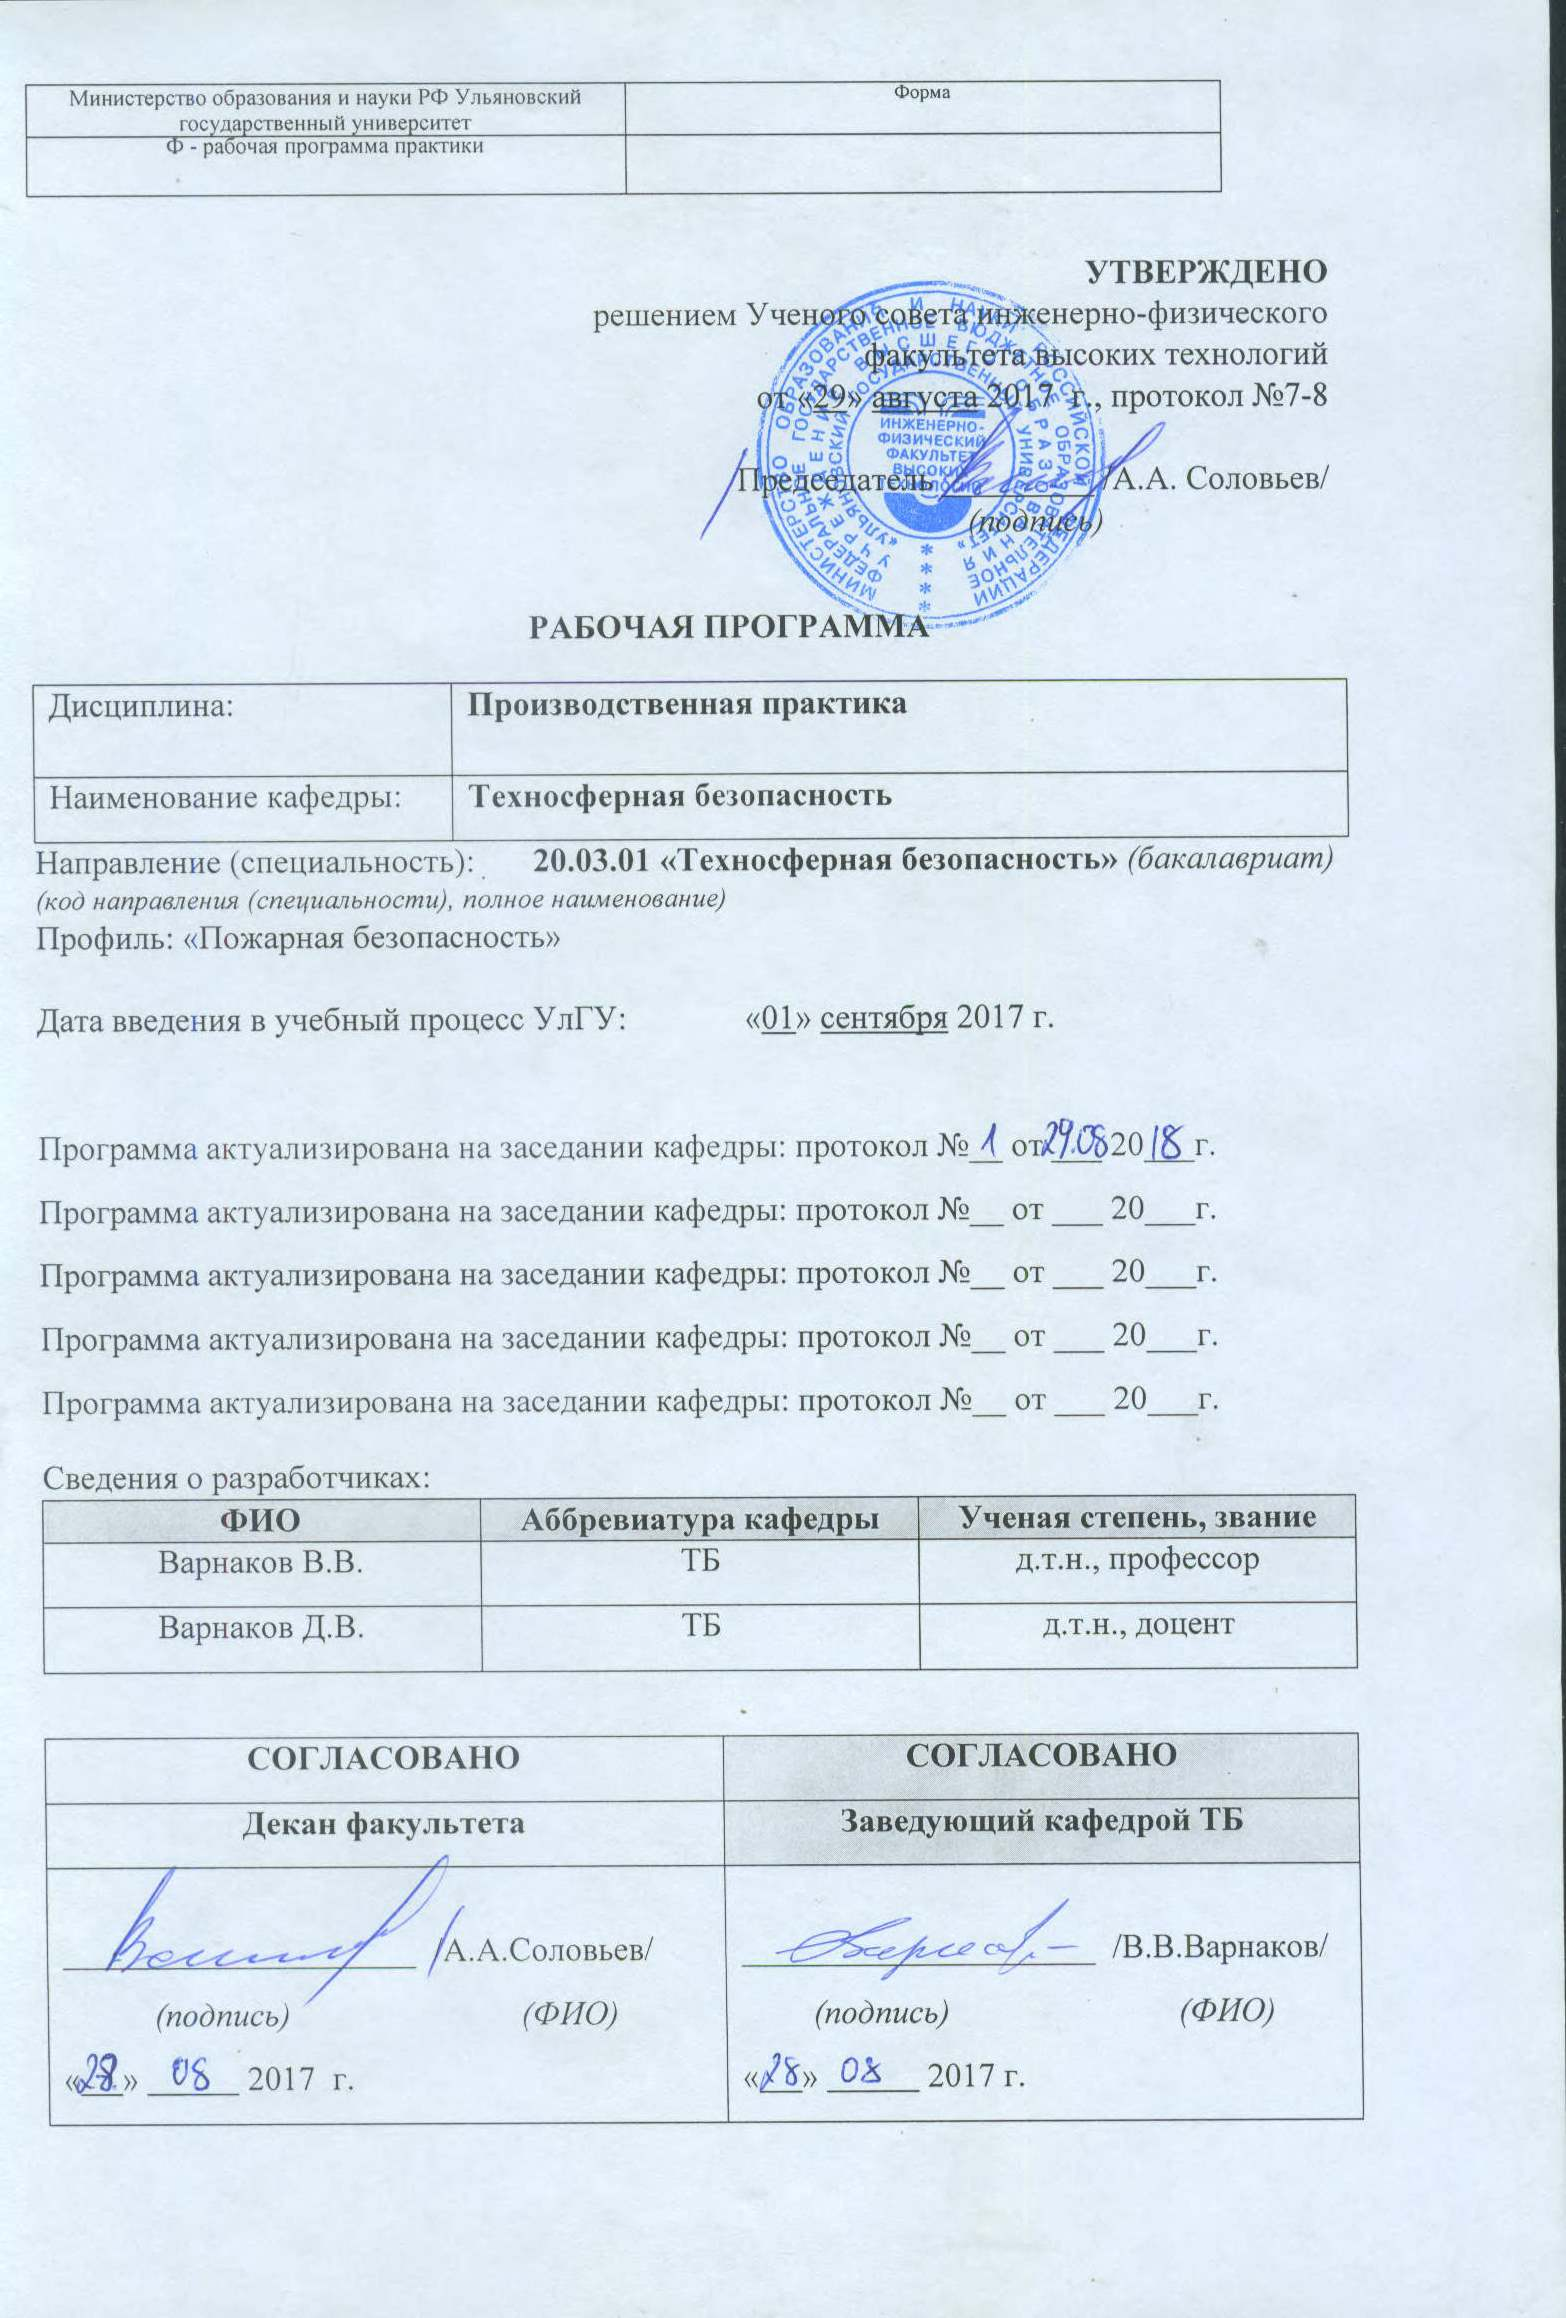 Министерство образования и науки РФ Ульяновский
государственный университет
Форма
Ф - рабочая программа практики
УТВЕРЖДЕНО
решением Ученого совета инженерно-физического
факультета высоких технологий
от «29» августа 2017 г., протокол №7-8
Председатель __________ /А.А. Соловьев/
(подпись)
ИНЖЕНЕРНО-
ФИЗИЧЕСКИЙ
ФАКУЛЬТЕТ
ВЫСОКИХ
РАБОЧАЯ ПРОГРАММА
Дисциплина: Производственная практика
Наименование кафедры: Техносферная безопасность
Направление (специальность): 20.03.01 «Техносферная безопасность» (бакалавриат)
(код направления (специальности), полное наименование)
Профиль: «Пожарная безопасность»
Дата введения в учебный процесс УлГУ: «01» сентября 2017 г.
Программа актуализирована на заседании кафедры: протокол № 1 от 29.08 2018 г.
Программа актуализирована на заседании кафедры: протокол №__ от ___ 20___г.
Программа актуализирована на заседании кафедры: протокол №__ от ___ 20___г.
Программа актуализирована на заседании кафедры: протокол №__ от ___ 20___г.
Программа актуализирована на заседании кафедры: протокол №__ от ___ 20___г.
Сведения о разработчиках:
ФИО Аббревиатура кафедры Ученая степень, звание
Варнаков В.В. ТБ д.т.н., профессор
Варнаков Д.В. ТБ д.т.н., доцент
СОГЛАСОВАНО СОГЛАСОВАНО
Декан факультета Заведующий кафедрой ТБ
/А.А.Соловьев/ /В.В.Варнаков/
(подпись) (ФИО) (подпись) (ФИО)
«28» 08 2017 г. «28» 08 2017 г.